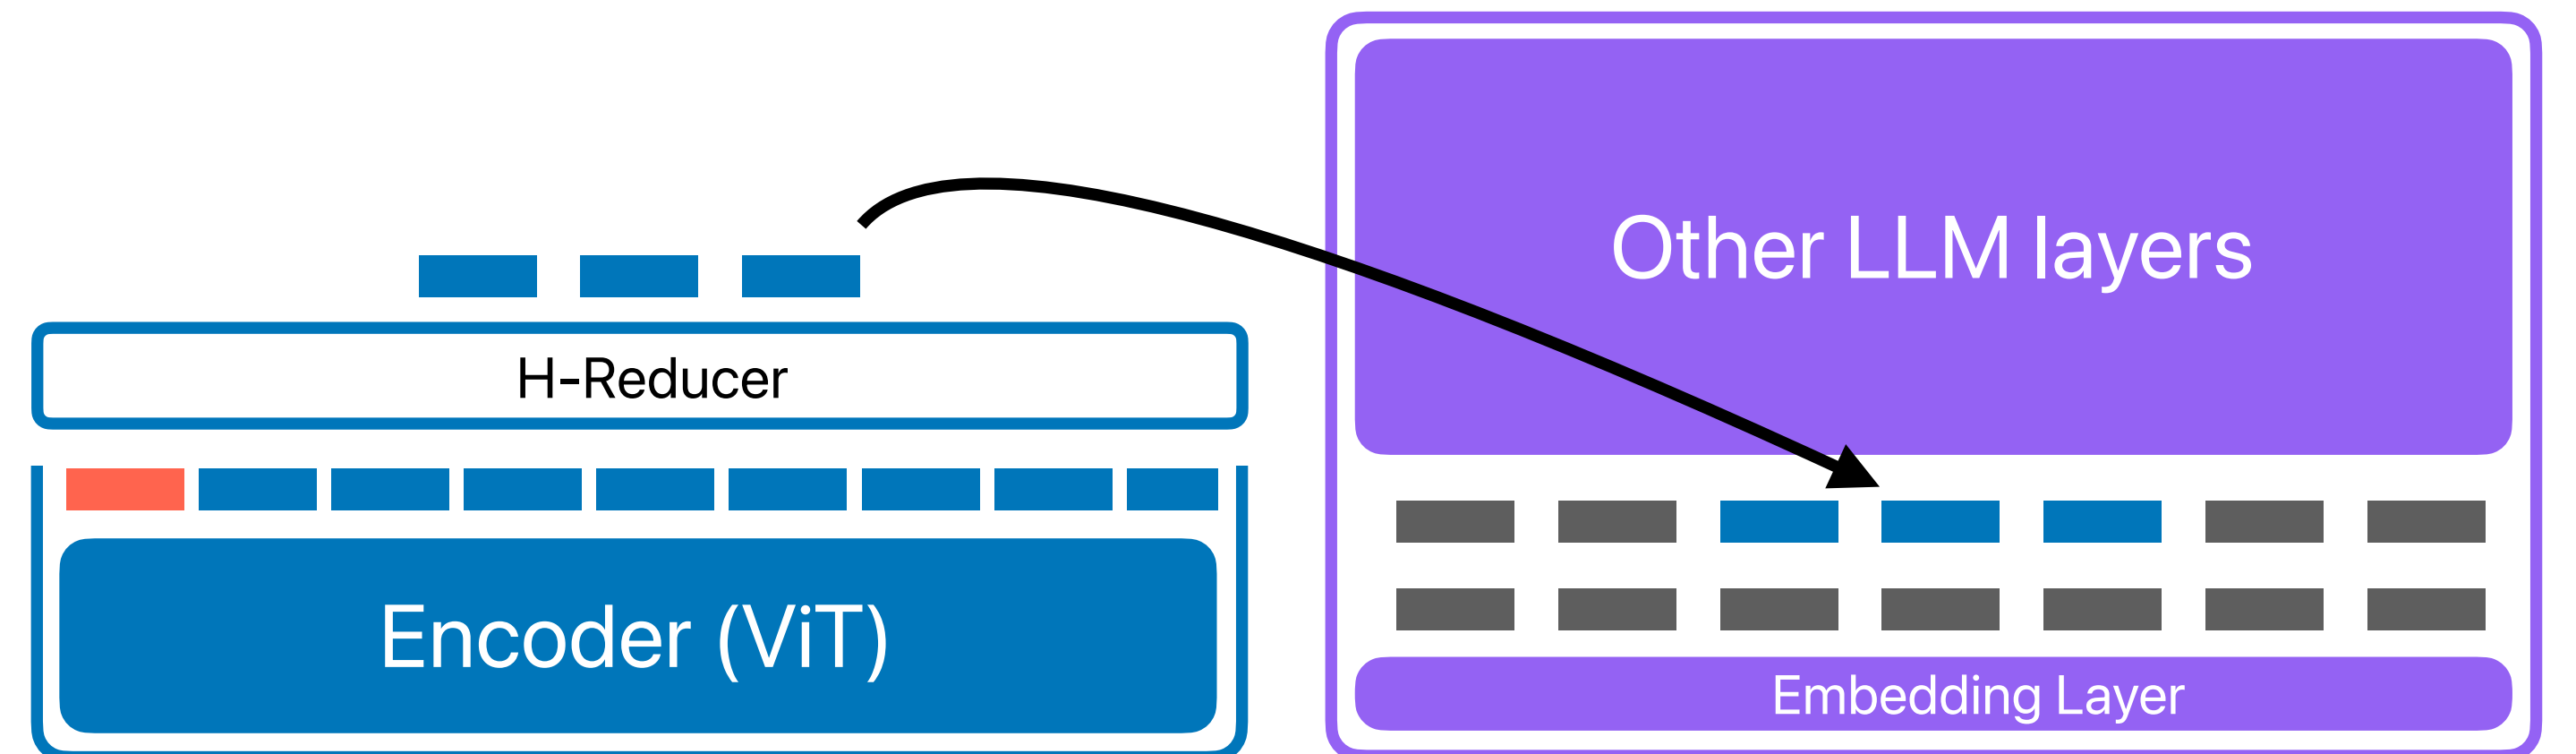 Other LLM layers
H-Reducer
Encoder (ViT)
Embedding Layer